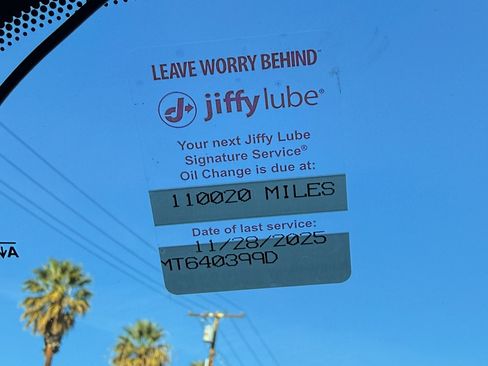 LEAVE WORRY BEHIND™
jiffy lube®
Your next Jiffy Lube
Signature Service®
Oil Change is due at:
110020 MILES
Date of last service:
11/28/2025
MT640399D